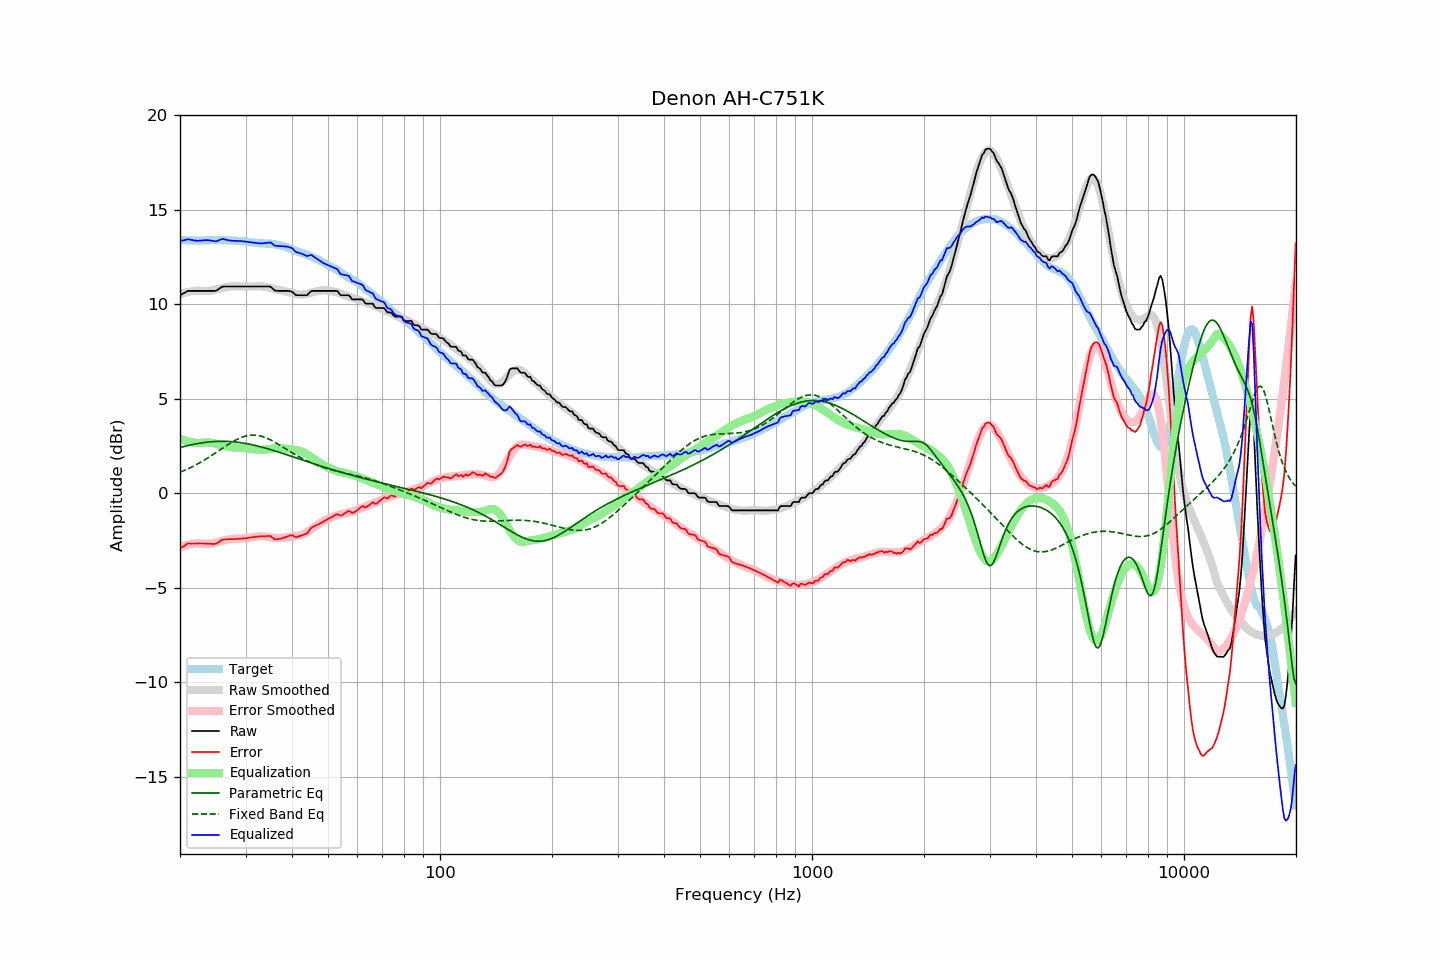 Denon AH-C751K
Amplitude (dBr)
20
15
10
5
0
−5
−10
−15
Target
Raw Smoothed
Error Smoothed
Raw
Error
Equalization
Parametric Eq
Fixed Band Eq
Equalized
100
1000
10000
Frequency (Hz)